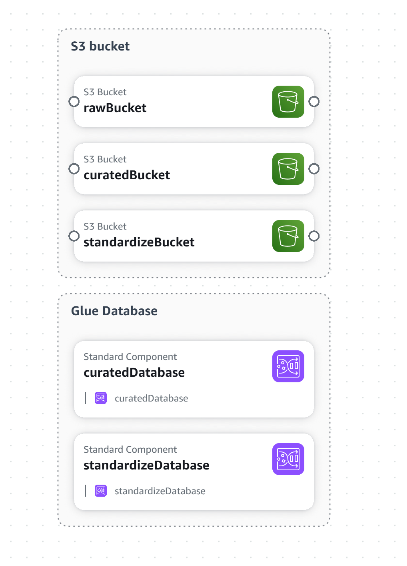 S3 bucket
S3 Bucket
rawBucket
S3 Bucket
curatedBucket
S3 Bucket
standardizeBucket
Glue Database
Standard Component
curatedDatabase
curatedDatabase
Standard Component
standardizeDatabase
standardizeDatabase